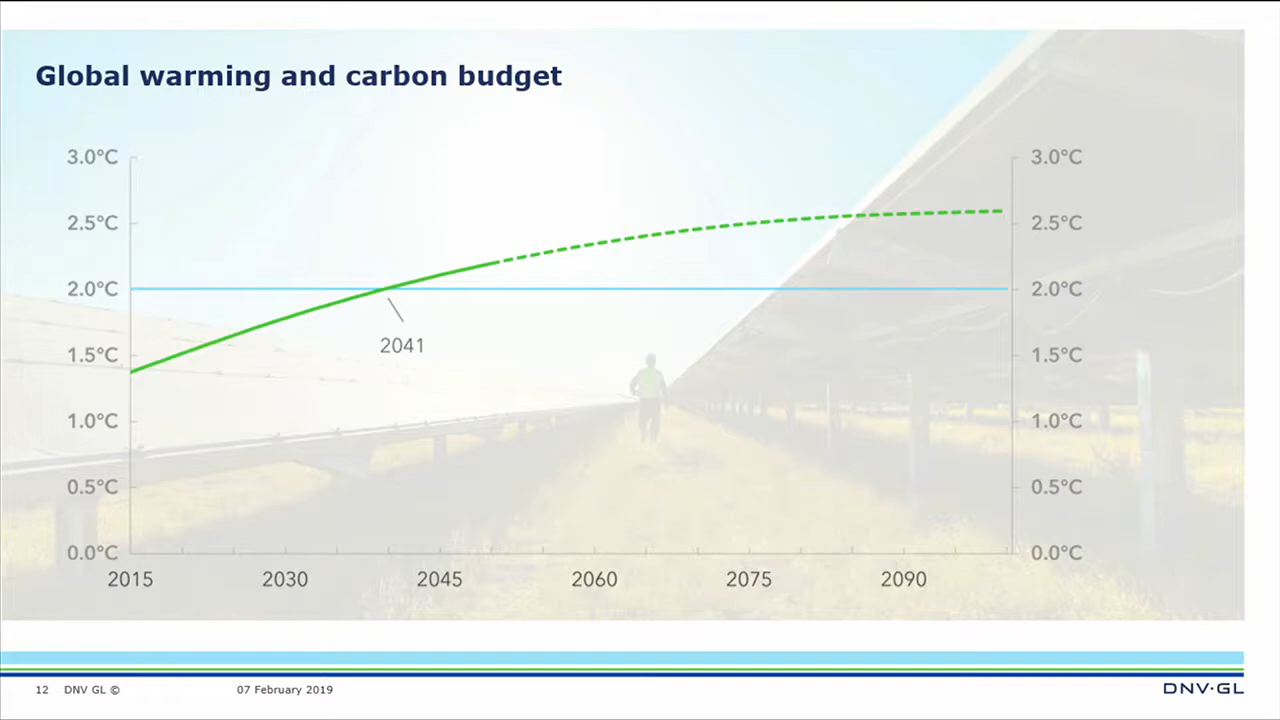 Global warming and carbon budget
3.0°C
3.0°C
2.5°C
2.5°C
2.0°C
2.0°C
2041
1.5°C
1.5°C
1.0°C
1.0°C
0.5°C
0.5°C
0.0°C
0.0°C
2015 2030 2045 2060 2075 2090
12 DNV GL © 07 February 2019 DNV·GL